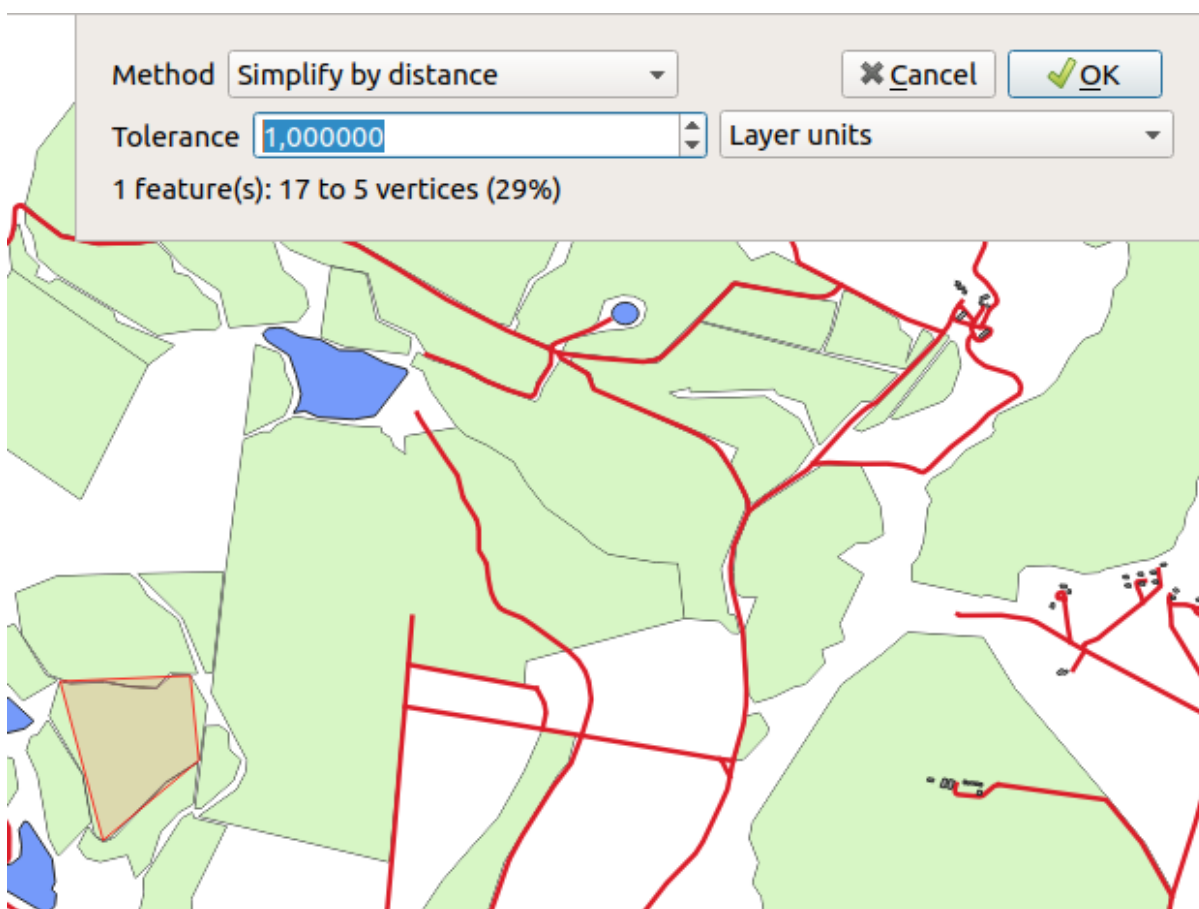 Method Simplify by distance Cancel OK
Tolerance 1,000000 Layer units
1 feature(s): 17 to 5 vertices (29%)